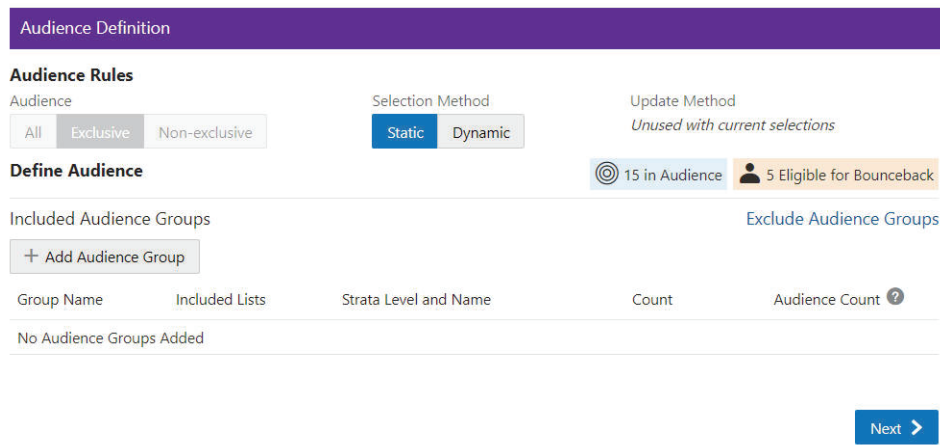 Audience Definition
Audience Rules
Audience Selection Method Update Method
All Exclusive Non-exclusive Static Dynamic Unused with current selections
Define Audience 15 in Audience 5 Eligible for Bounceback
Included Audience Groups Exclude Audience Groups
+ Add Audience Group
Group Name Included Lists Strata Level and Name Count Audience Count ?
No Audience Groups Added
Next